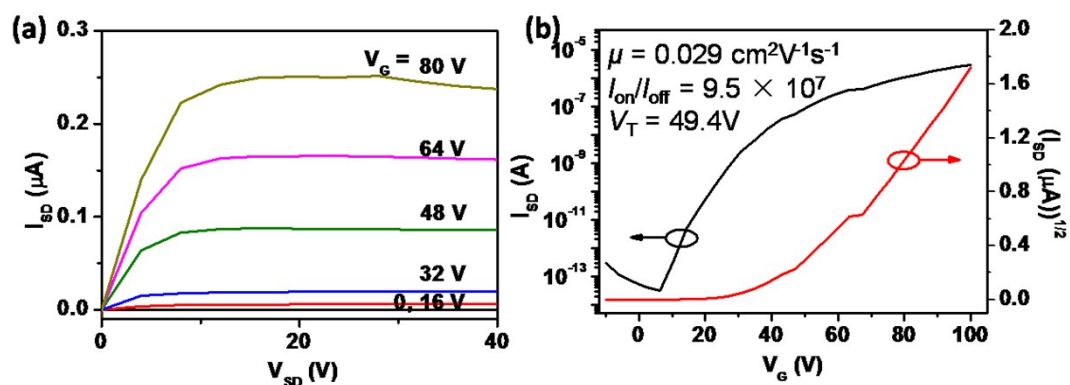 (a)
0.3
0.2
0.1
0.0
I_SD (μA)
V_G = 80 V
64 V
48 V
32 V
0, 16 V
0
20
40
V_SD (V)
(b)
10^-5
10^-7
10^-9
10^-11
10^-13
I_SD (A)
μ = 0.029 cm²V⁻¹s⁻¹
I_on/I_off = 9.5 × 10^7
V_T = 49.4V
2.0
1.6
1.2
0.8
0.4
0.0
(I_SD (μA))^1/2
0
20
40
60
80
100
V_G (V)